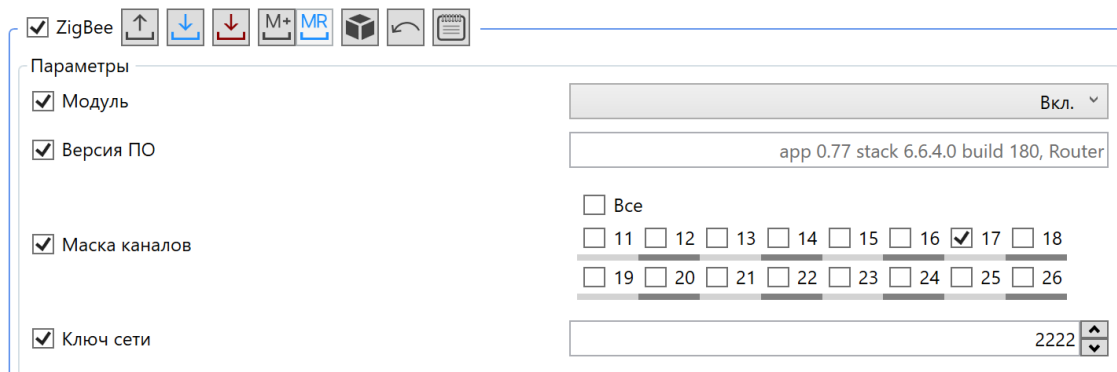 ZigBee M+ MR
Параметры
Модуль Вкл.
Версия ПО app 0.77 stack 6.6.4.0 build 180, Router
Все
Маска каналов 11 12 13 14 15 16 17 18
19 20 21 22 23 24 25 26
Ключ сети 2222